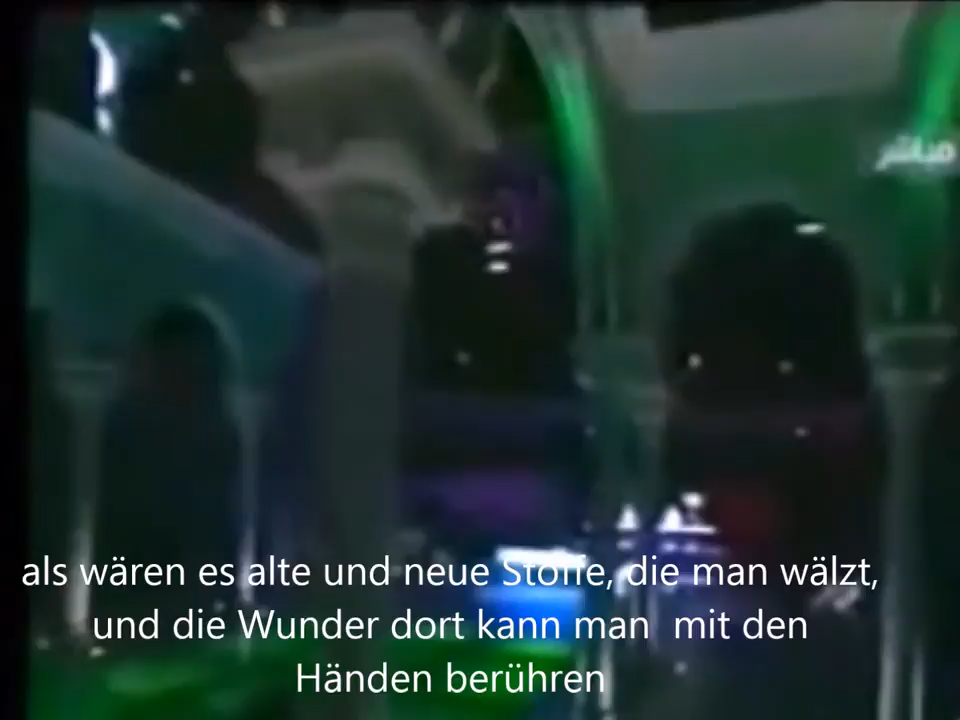 مباشر
als wären es alte und neue Stoffe, die man wälzt,
und die Wunder dort kann man  mit den
Händen berühren